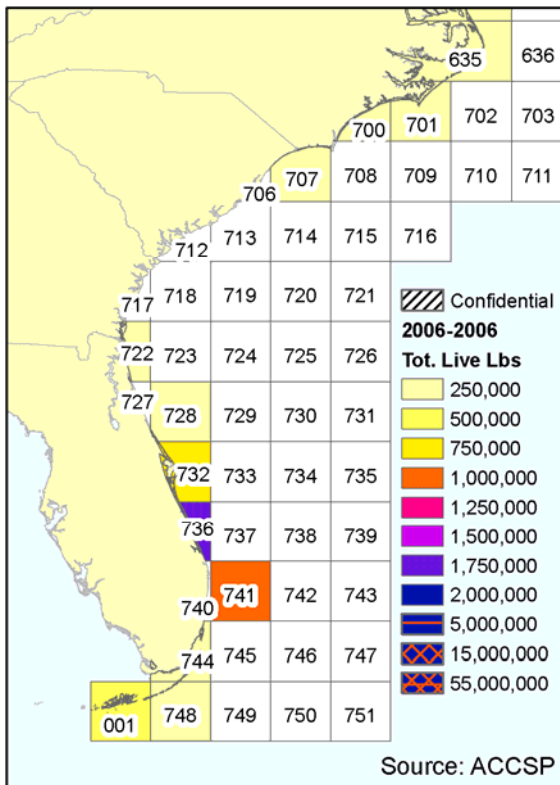 635 636
700 701 702 703
706 707 708 709 710 711
712 713 714 715 716
717 718 719 720 721
722 723 724 725 726
727 728 729 730 731
732 733 734 735
736 737 738 739
740 741 742 743
744 745 746 747
001 748 749 750 751
Confidential
2006-2006
Tot. Live Lbs
250,000
500,000
750,000
1,000,000
1,250,000
1,500,000
1,750,000
2,000,000
5,000,000
15,000,000
55,000,000
Source: ACCSP